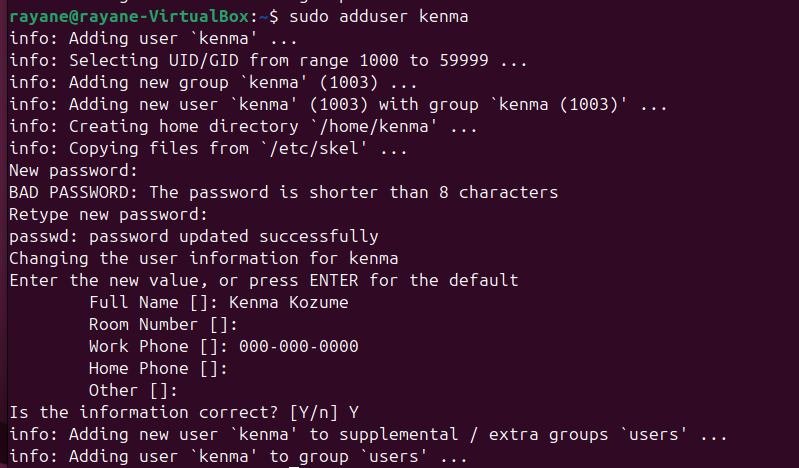 rayane@rayane-VirtualBox:~$ sudo adduser kenma
info: Adding user `kenma' ...
info: Selecting UID/GID from range 1000 to 59999 ...
info: Adding new group `kenma' (1003) ...
info: Adding new user `kenma' (1003) with group `kenma (1003)' ...
info: Creating home directory `/home/kenma' ...
info: Copying files from `/etc/skel' ...
New password:
BAD PASSWORD: The password is shorter than 8 characters
Retype new password:
passwd: password updated successfully
Changing the user information for kenma
Enter the new value, or press ENTER for the default
        Full Name []: Kenma Kozume
        Room Number []:
        Work Phone []: 000-000-0000
        Home Phone []:
        Other []:
Is the information correct? [Y/n] Y
info: Adding new user `kenma' to supplemental / extra groups `users' ...
info: Adding user `kenma' to group `users' ...